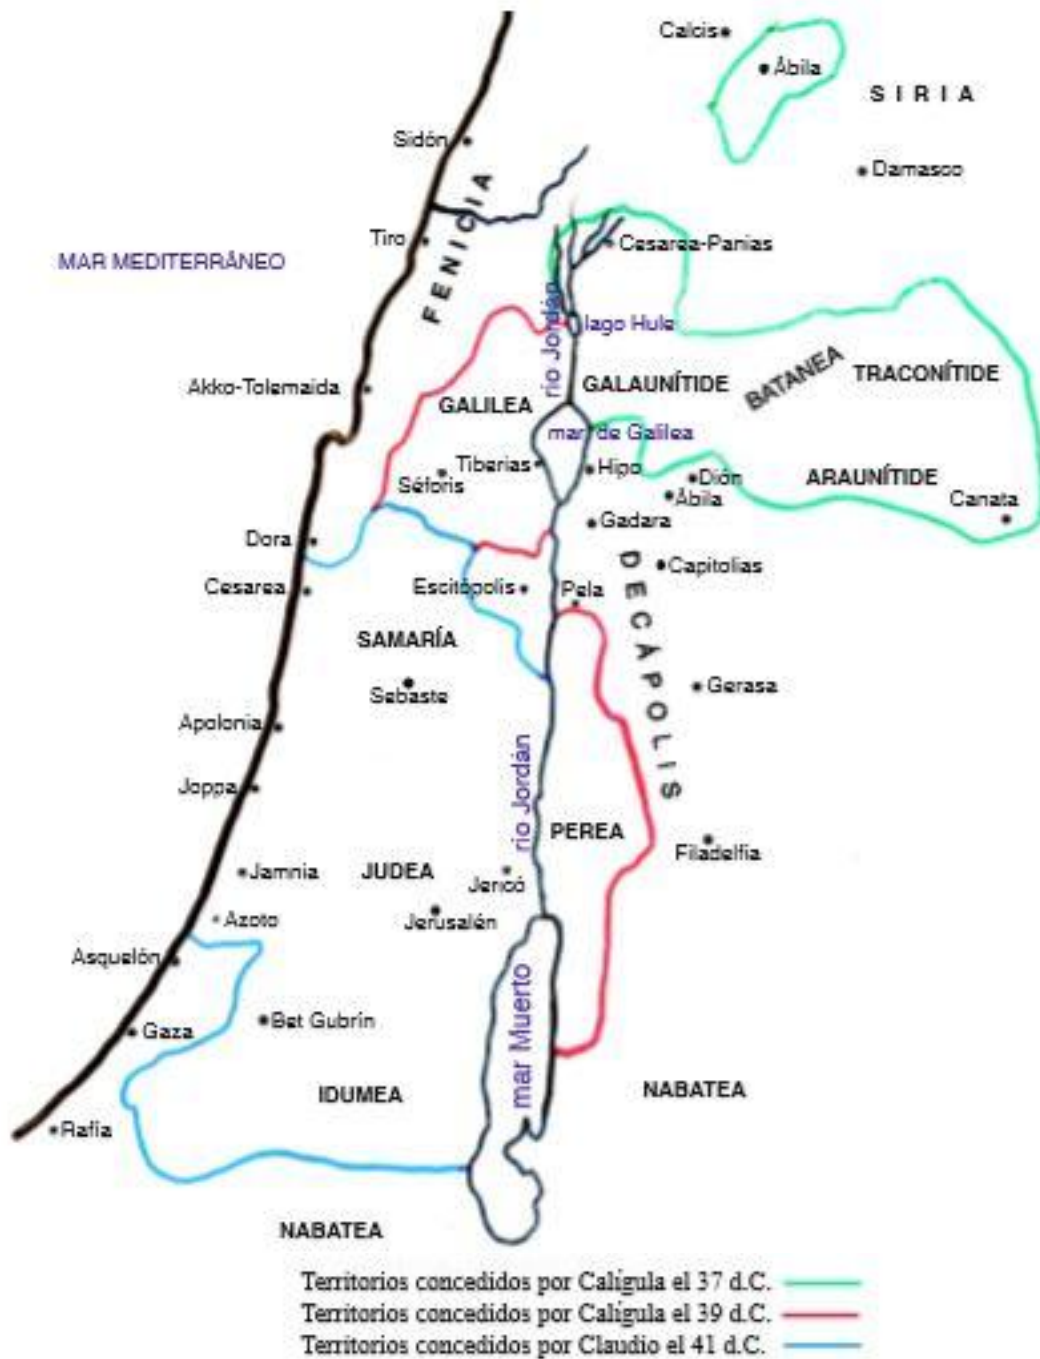 Calcis
Ábila
SIRIA
Sidón
Damasco
FENICIA
Tiro
Cesarea-Panias
MAR MEDITERRÁNEO
río Jordán
lago Hule
Akko-Tolemaida
GALILEA
GALAUNÍTIDE
BATANEA
TRACONÍTIDE
mar de Galilea
Tiberias
Hipo
Séforis
Dión
Ábila
ARAUNÍTIDE
Canata
Gadara
Dora
DECÁPOLIS
Capitolias
Cesarea
Escitópolis
Pela
SAMARÍA
Sebaste
Gerasa
Apolonia
río Jordán
Joppa
PEREA
Filadelfia
Jamnia
JUDEA
Jericó
Azoto
Jerusalén
Asquelón
mar Muerto
Gaza
Bet Gubrín
IDUMEA
NABATEA
Rafia
NABATEA
Territorios concedidos por Calígula el 37 d.C.
Territorios concedidos por Calígula el 39 d.C.
Territorios concedidos por Claudio el 41 d.C.